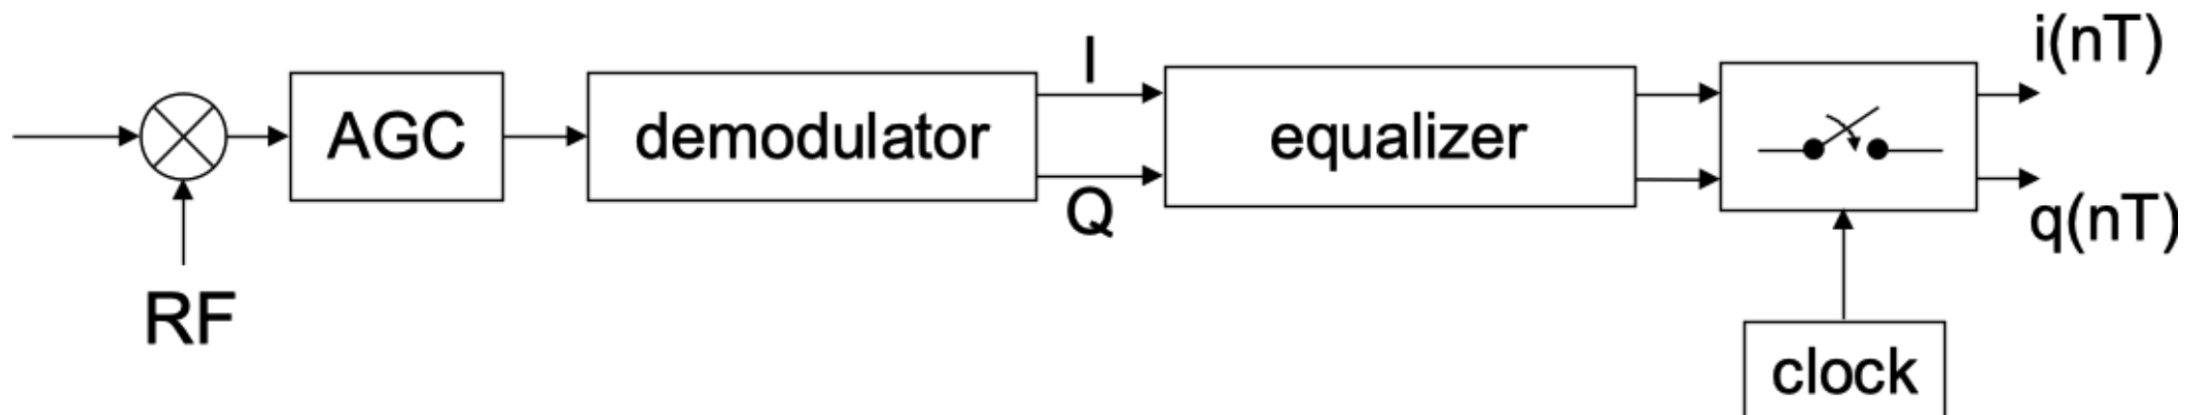 RF
AGC
demodulator
I
Q
equalizer
clock
i(nT)
q(nT)